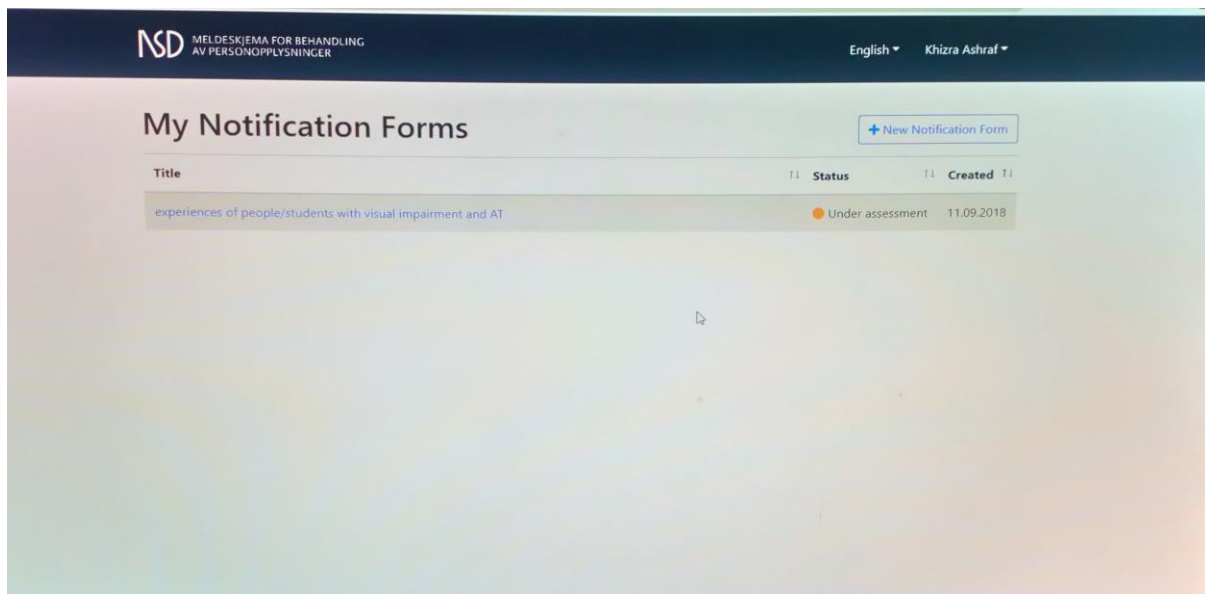 NSD MELDESKJEMA FOR BEHANDLING
AV PERSONOPPLYSNINGER
English Khizra Ashraf
My Notification Forms
+ New Notification Form
Title Status Created
experiences of people/students with visual impairment and AT Under assessment 11.09.2018